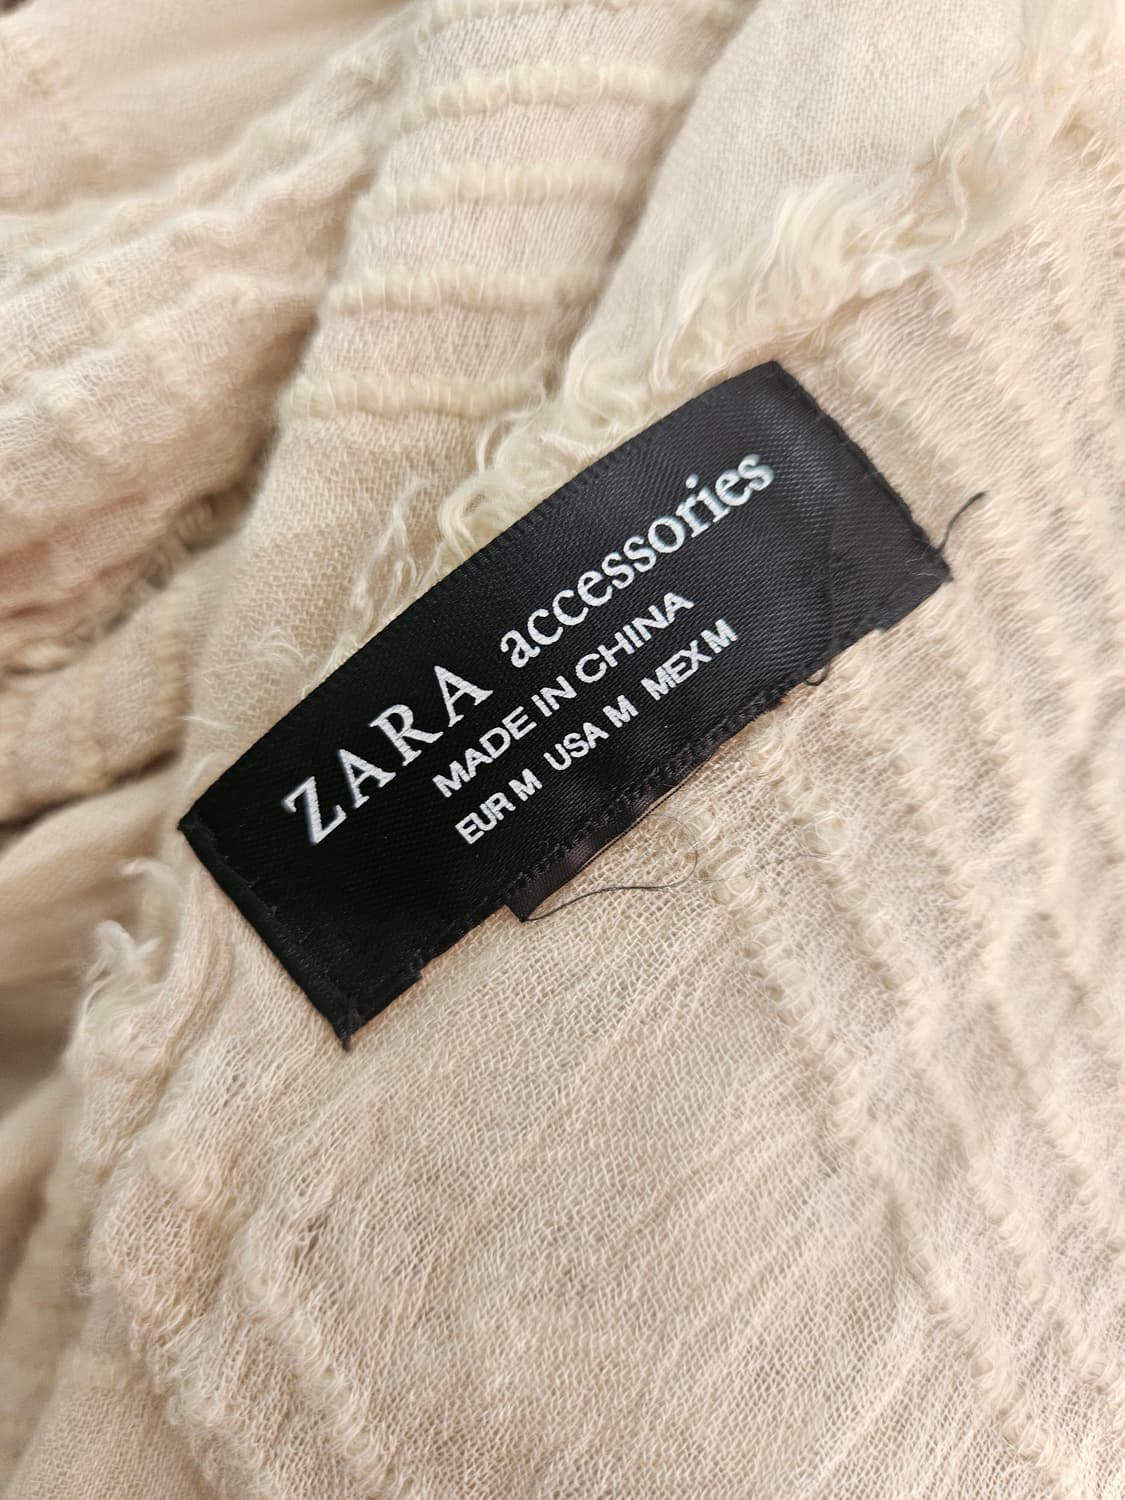 ZARA accessories
MADE IN CHINA
EUR M USA M MEX M